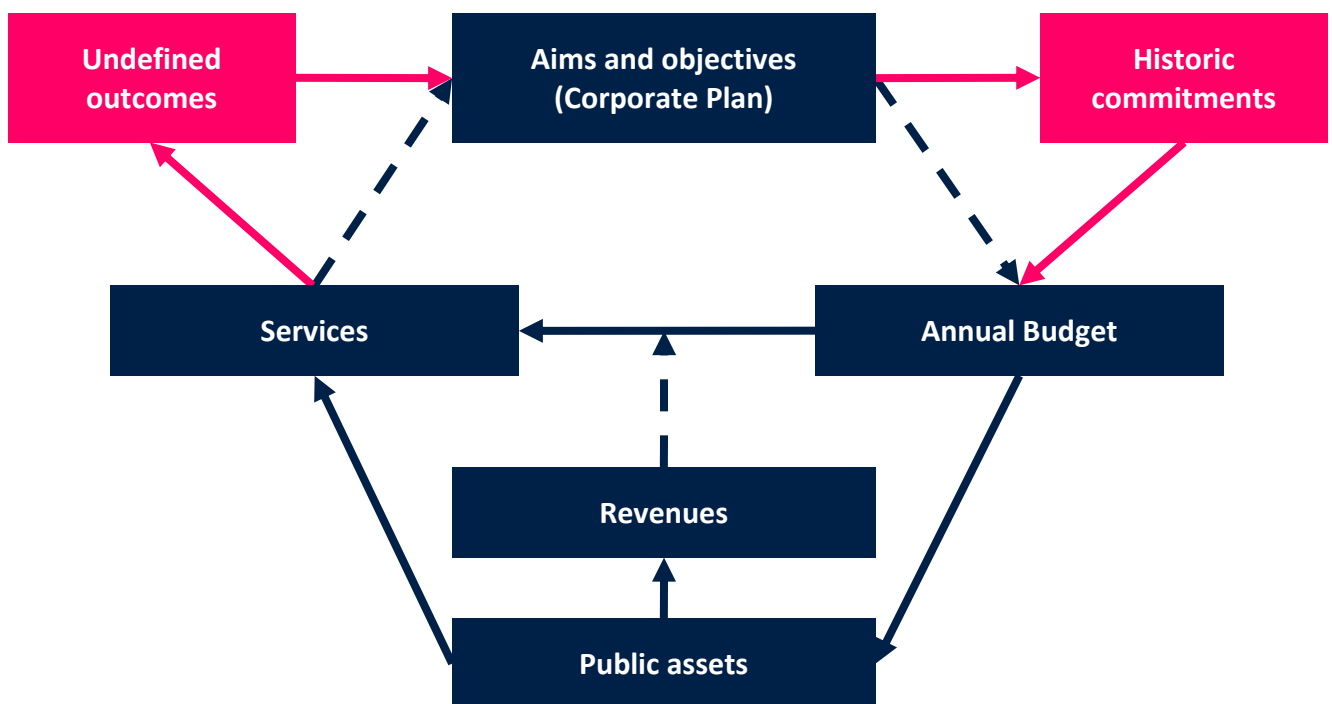 Undefined
outcomes
Aims and objectives
(Corporate Plan)
Historic
commitments
Services
Annual Budget
Revenues
Public assets